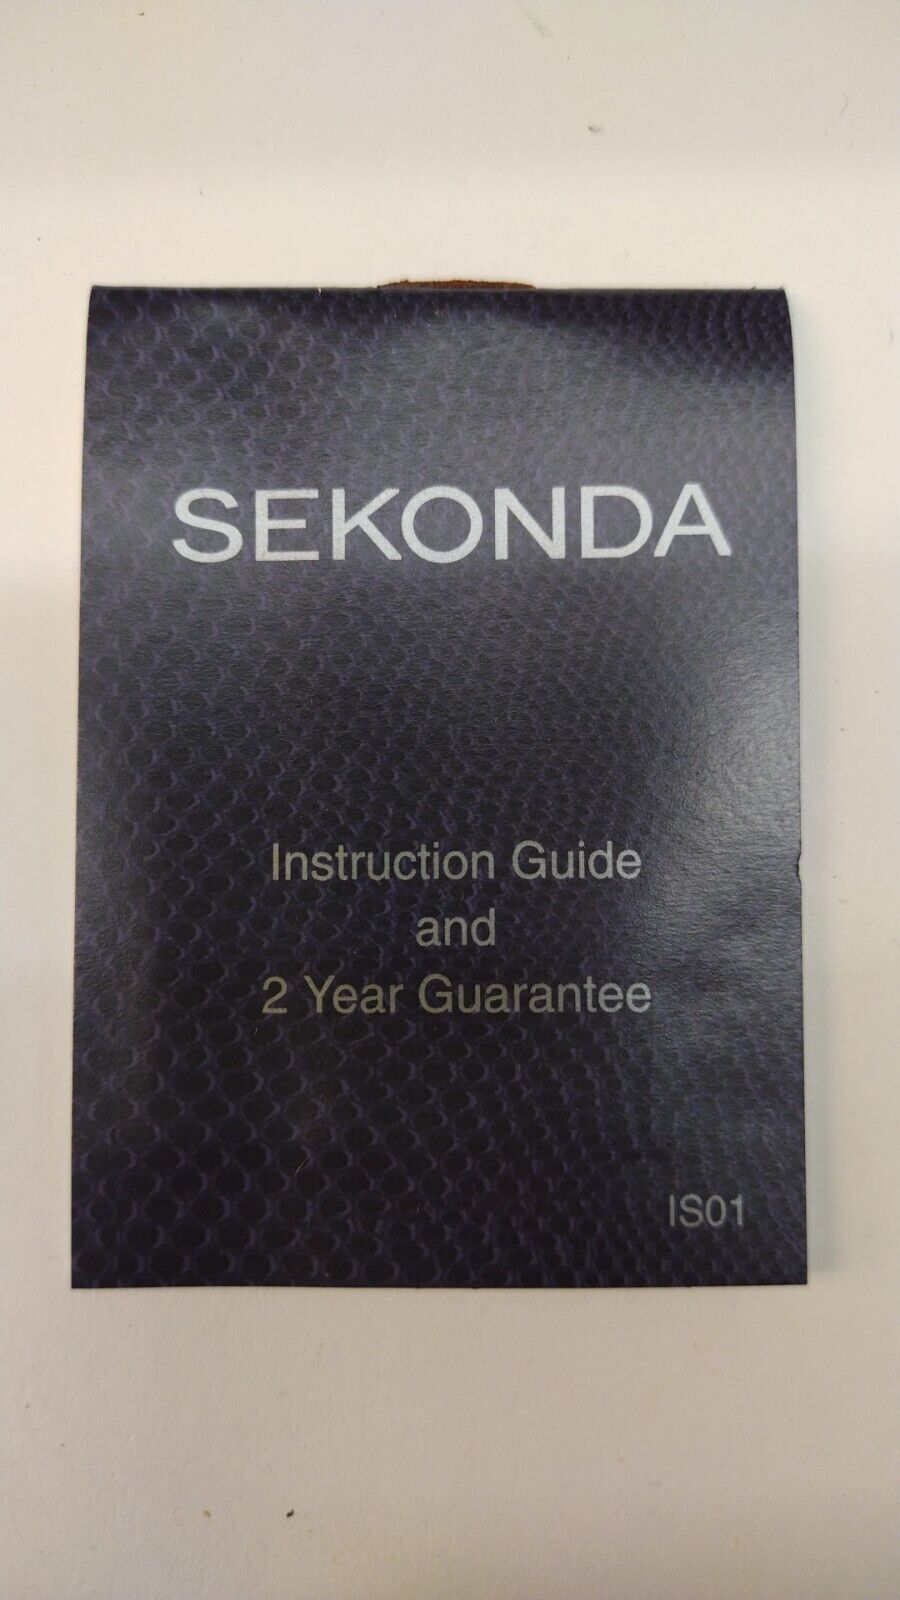 SEKONDA
Instruction Guide
and
2 Year Guarantee
IS01